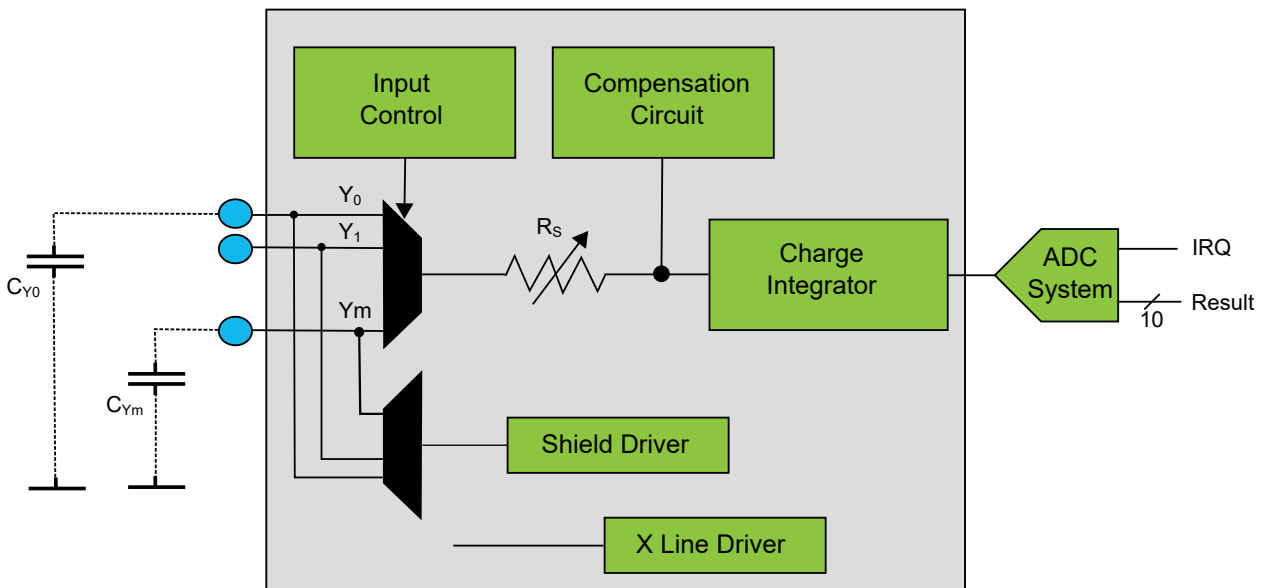 Input
Control
Compensation
Circuit
Y0
Y1
Ym
RS
Charge
Integrator
ADC
System
IRQ
Result
10
CY0
CYm
Shield Driver
X Line Driver